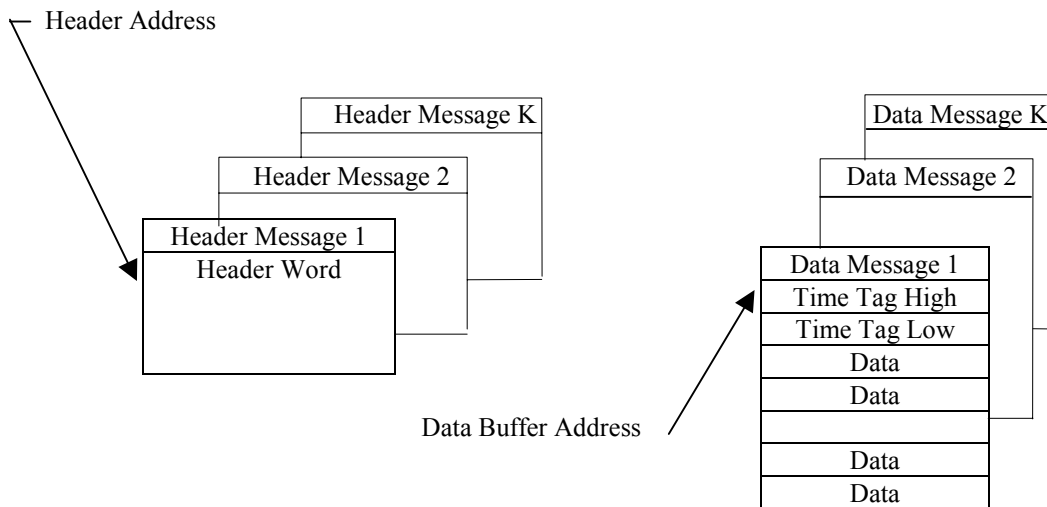 Header Address
Header Message K
Header Message 2
Header Message 1
Header Word
Data Message K
Data Message 2
Data Message 1
Time Tag High
Time Tag Low
Data
Data
Data Buffer Address
Data
Data